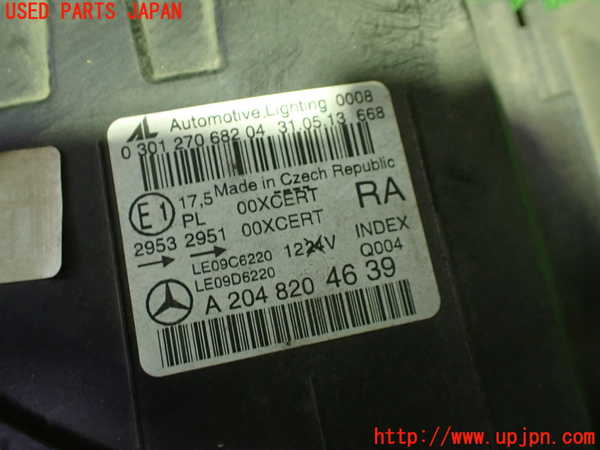 USED PARTS JAPAN
AL Automotive Lighting 0008
0 301 270 682 04 31.05.13 668
E1 17,5 Made in Czech Republic
PL 00XCERT RA
2953 2951 00XCERT
LE09C6220 1224V INDEX
LE09D6220 Q004
A 204 820 46 39
http://www.upjpn.com/